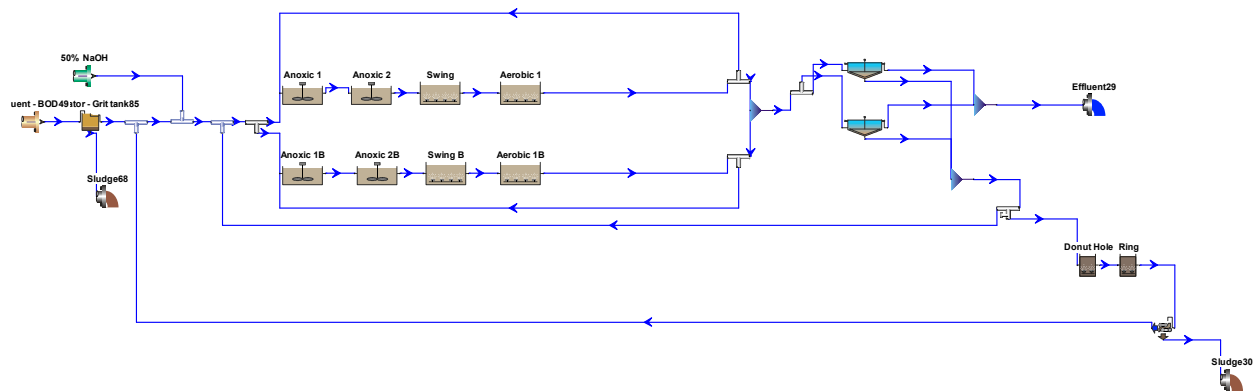 50% NaOH
Anoxic 1
Anoxic 2
Swing
Aerobic 1
Effluent29
uent - BOD49stor - Grit tank85
Anoxic 1B
Anoxic 2B
Swing B
Aerobic 1B
Sludge68
Donut Hole
Ring
Sludge30